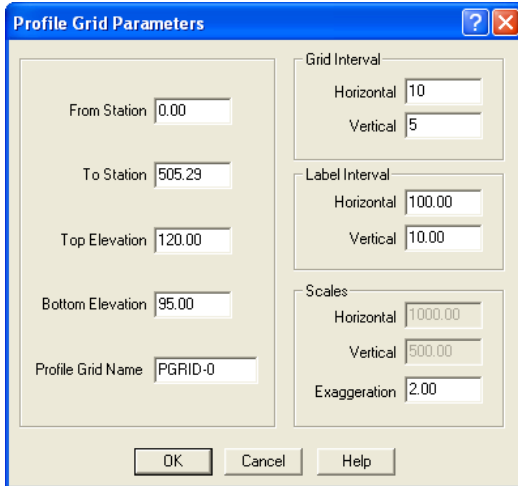 Profile Grid Parameters
From Station 0.00
To Station 505.29
Top Elevation 120.00
Bottom Elevation 95.00
Profile Grid Name PGRID-0
Grid Interval
Horizontal 10
Vertical 5
Label Interval
Horizontal 100.00
Vertical 10.00
Scales
Horizontal 1000.00
Vertical 500.00
Exaggeration 2.00
OK Cancel Help